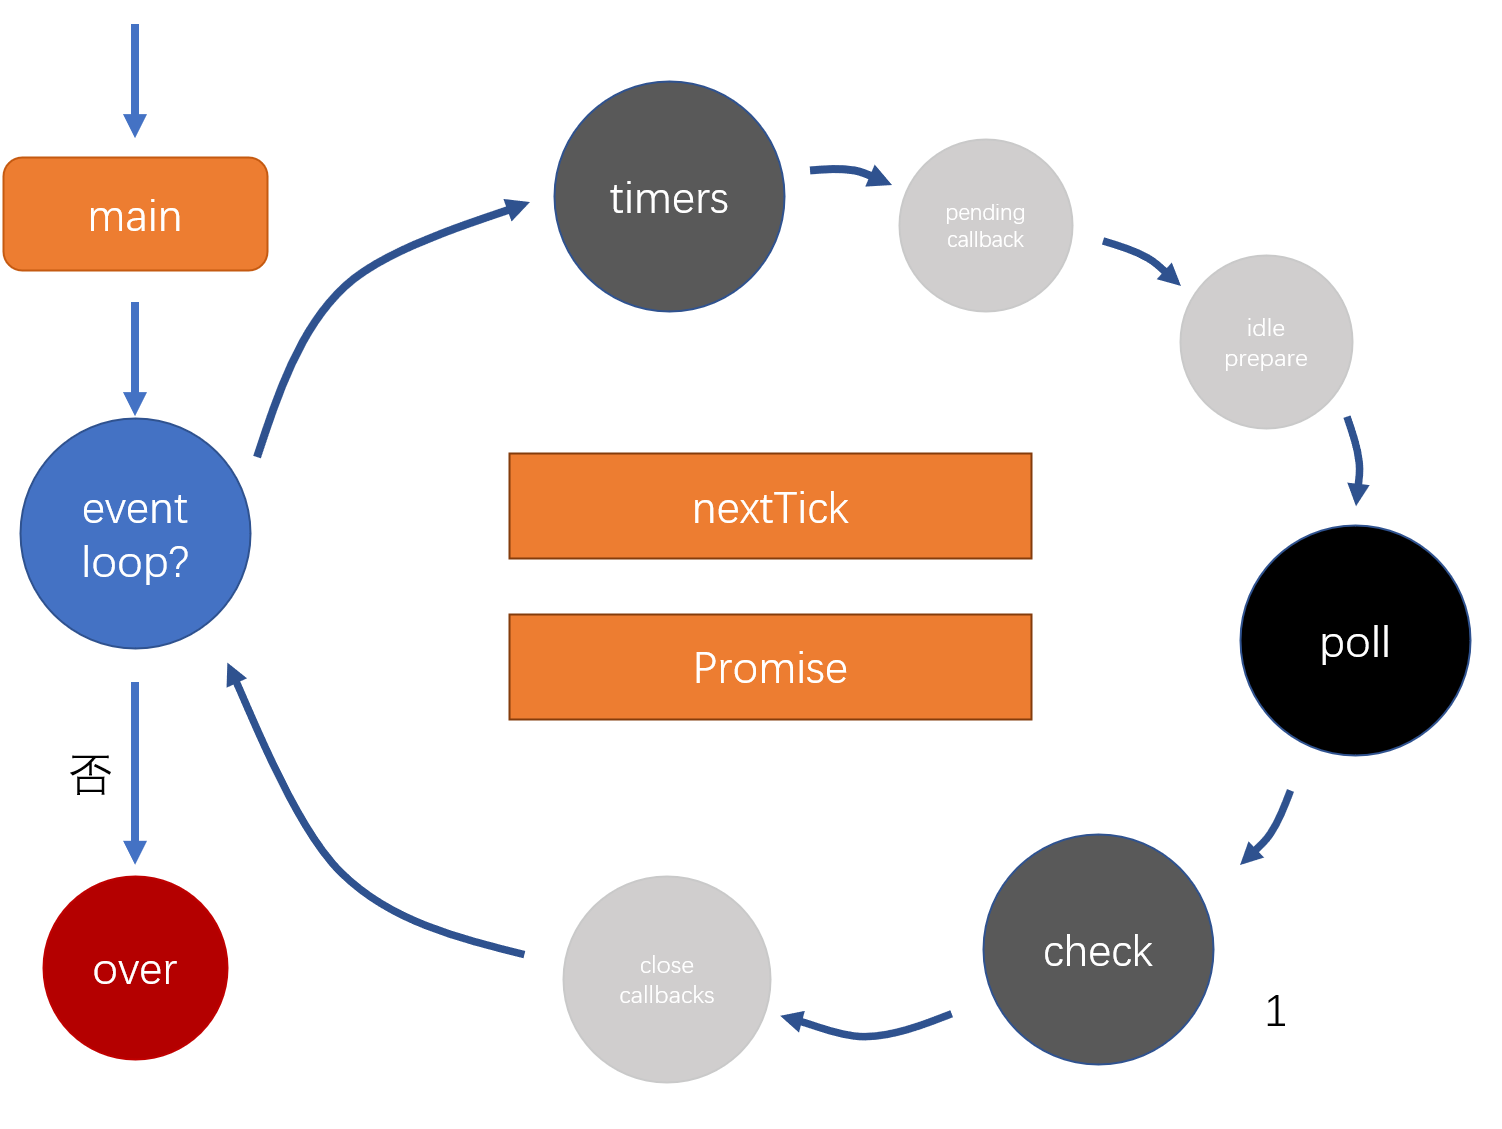 main
timers
pending
callback
idle
prepare
event
loop?
nextTick
Promise
poll
否
over
close
callbacks
check
1